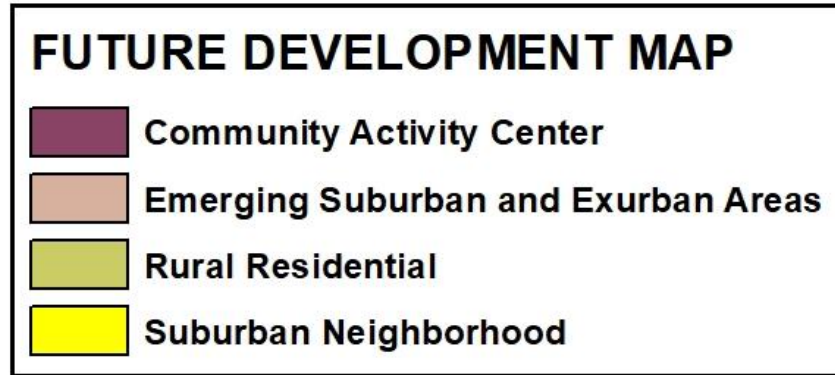 FUTURE DEVELOPMENT MAP
Community Activity Center
Emerging Suburban and Exurban Areas
Rural Residential
Suburban Neighborhood